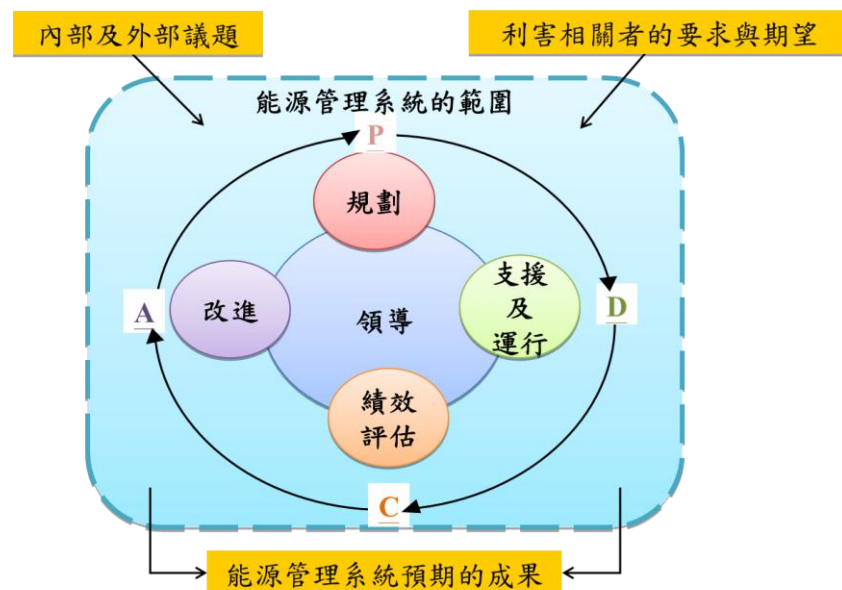 內部及外部議題
利害相關者的要求與期望
能源管理系統的範圍
P
規劃
A
改進
領導
支援
及
運行
D
績效
評估
C
能源管理系統預期的成果